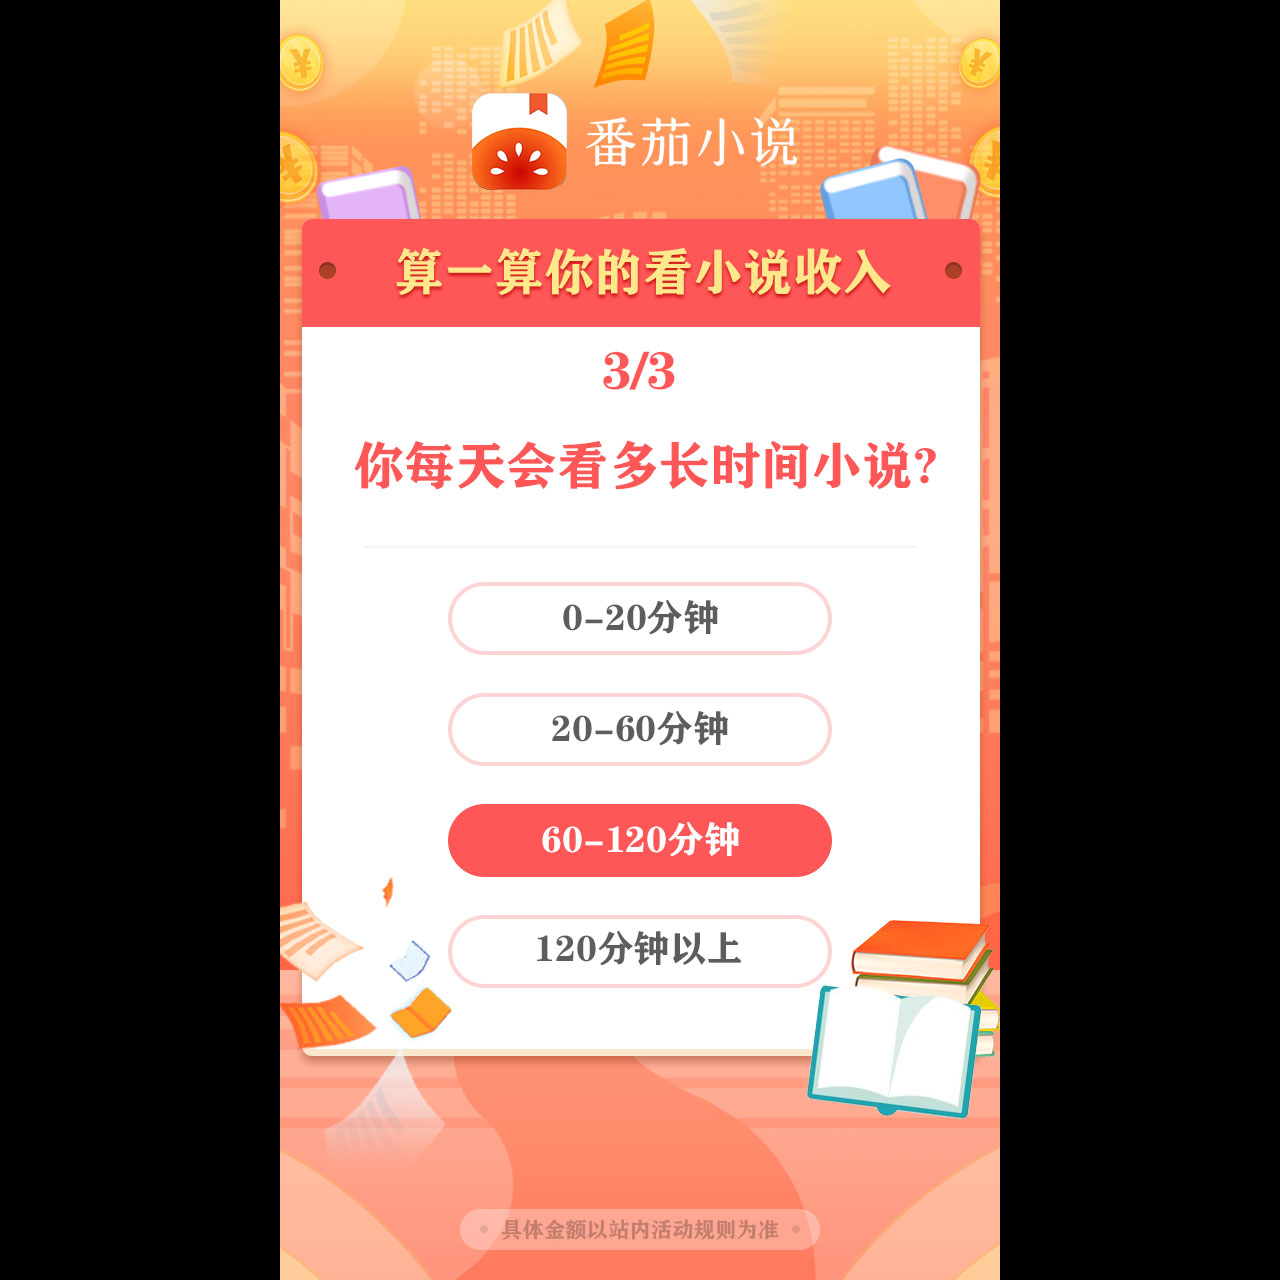 番茄小说
算一算你的看小说收入
3/3
你每天会看多长时间小说?
0-20分钟
20-60分钟
60-120分钟
120分钟以上
具体金额以站内活动规则为准